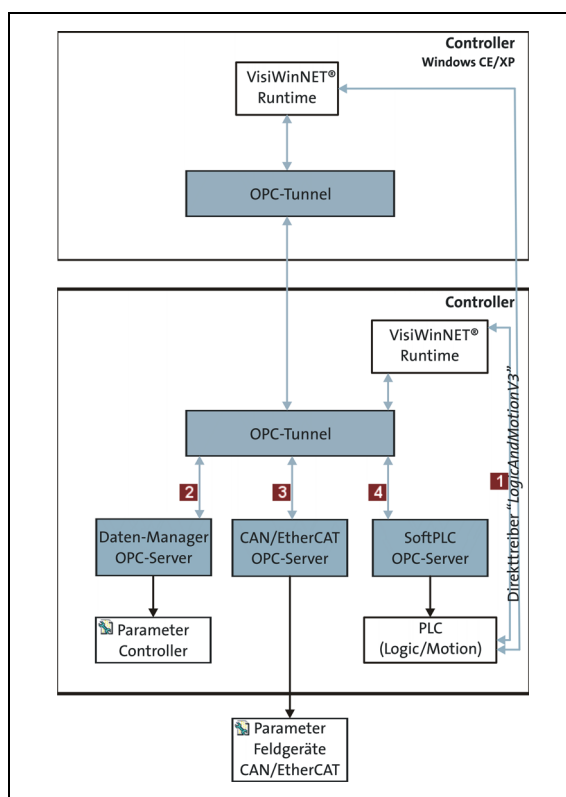 Controller
Windows CE/XP
VisiWinNET®
Runtime
OPC-Tunnel
Controller
VisiWinNET®
Runtime
OPC-Tunnel
1
Direkttreiber "LogicAndMotionV3"
2
3
4
Daten-Manager
OPC-Server
CAN/EtherCAT
OPC-Server
SoftPLC
OPC-Server
Parameter
Controller
PLC
(Logic/Motion)
Parameter
Feldgeräte
CAN/EtherCAT